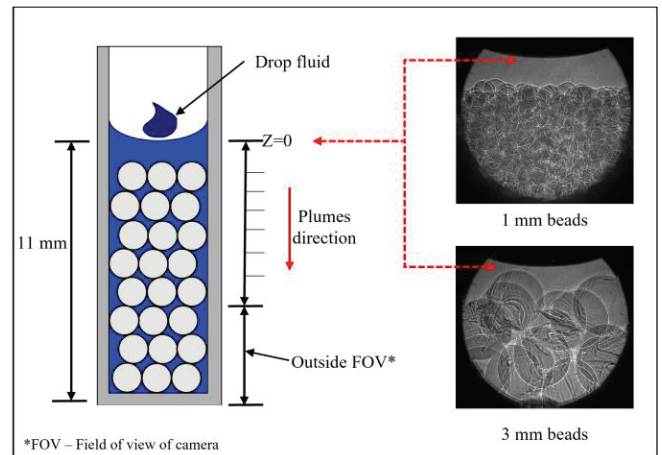 Drop fluid
Z=0
11 mm
Plumes
direction
Outside FOV*
*FOV – Field of view of camera
1 mm beads
3 mm beads